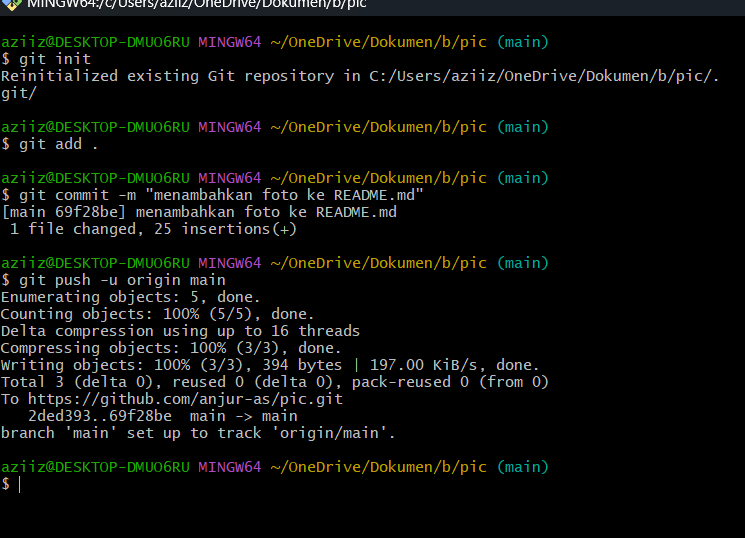 MINGW64:/c/Users/aziiz/OneDrive/Dokumen/b/pic
aziiz@DESKTOP-DMUO6RU MINGW64 ~/OneDrive/Dokumen/b/pic (main)
$ git init
Reinitialized existing Git repository in C:/Users/aziiz/OneDrive/Dokumen/b/pic/.
git/
aziiz@DESKTOP-DMUO6RU MINGW64 ~/OneDrive/Dokumen/b/pic (main)
$ git add .
aziiz@DESKTOP-DMUO6RU MINGW64 ~/OneDrive/Dokumen/b/pic (main)
$ git commit -m "menambahkan foto ke README.md"
[main 69f28be] menambahkan foto ke README.md
 1 file changed, 25 insertions(+)
aziiz@DESKTOP-DMUO6RU MINGW64 ~/OneDrive/Dokumen/b/pic (main)
$ git push -u origin main
Enumerating objects: 5, done.
Counting objects: 100% (5/5), done.
Delta compression using up to 16 threads
Compressing objects: 100% (3/3), done.
Writing objects: 100% (3/3), 394 bytes | 197.00 KiB/s, done.
Total 3 (delta 0), reused 0 (delta 0), pack-reused 0 (from 0)
To https://github.com/anjur-as/pic.git
   2ded393..69f28be  main -> main
branch 'main' set up to track 'origin/main'.
aziiz@DESKTOP-DMUO6RU MINGW64 ~/OneDrive/Dokumen/b/pic (main)
$